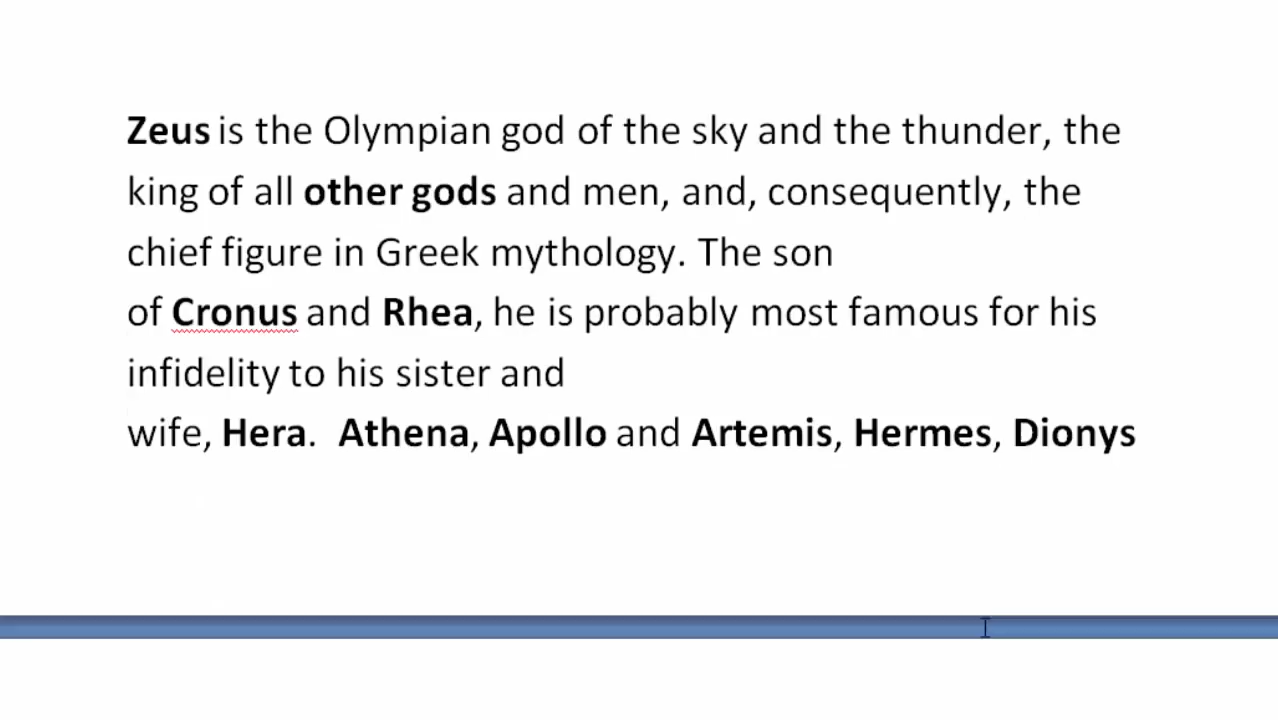 Zeus is the Olympian god of the sky and the thunder, the
king of all other gods and men, and, consequently, the
chief figure in Greek mythology. The son
of Cronus and Rhea, he is probably most famous for his
infidelity to his sister and
wife, Hera.  Athena, Apollo and Artemis, Hermes, Dionys